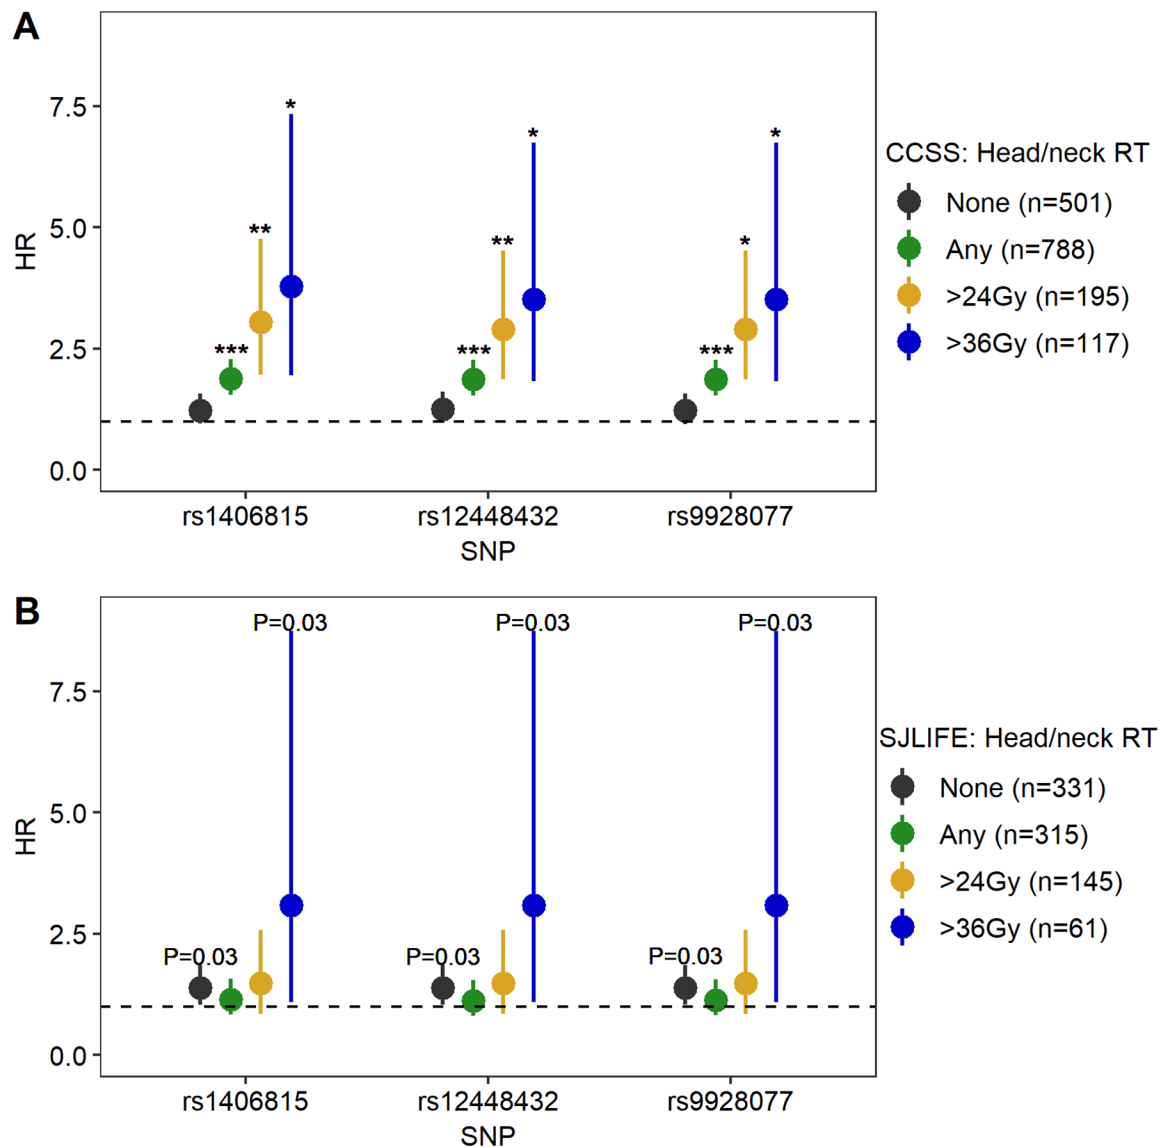 A
HR
7.5
5.0
2.5
0.0
*
**
***
*
**
***
*
*
***
rs1406815
rs12448432
rs9928077
SNP
CCSS: Head/neck RT
None (n=501)
Any (n=788)
>24Gy (n=195)
>36Gy (n=117)
B
HR
7.5
5.0
2.5
0.0
P=0.03
P=0.03
P=0.03
P=0.03
P=0.03
P=0.03
rs1406815
rs12448432
rs9928077
SNP
SJLIFE: Head/neck RT
None (n=331)
Any (n=315)
>24Gy (n=145)
>36Gy (n=61)